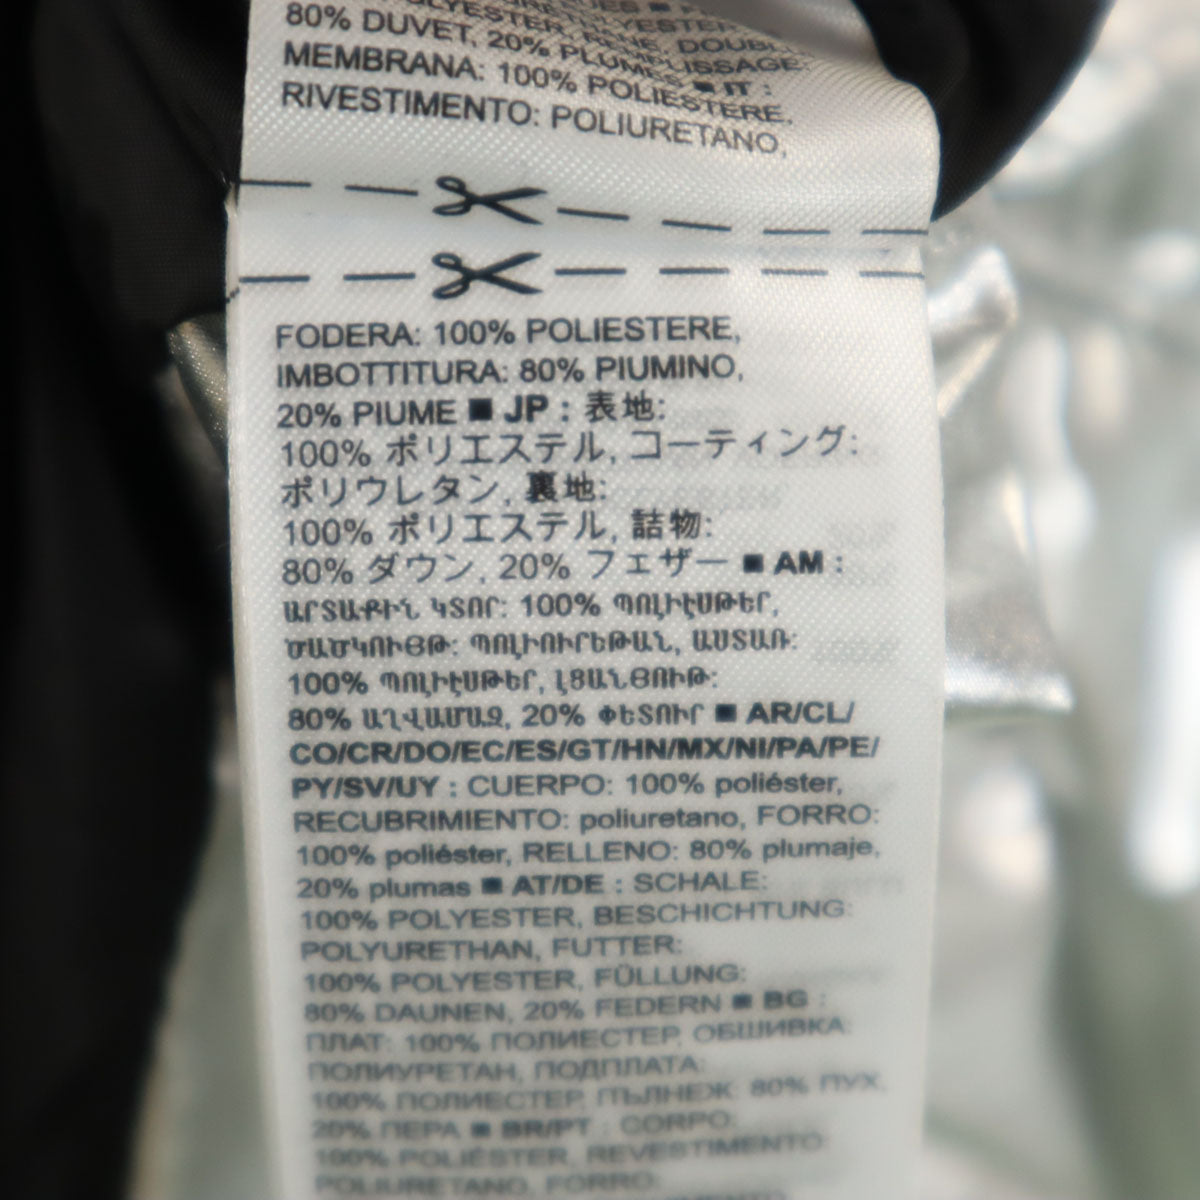 80% DUVET, 20% PLUMES ■ IT :
MEMBRANA: 100% POLIESTERE,
RIVESTIMENTO: POLIURETANO,
FODERA: 100% POLIESTERE,
IMBOTTITURA: 80% PIUMINO,
20% PIUME ■ JP : 表地:
100% ポリエステル, コーティング:
ポリウレタン, 裏地:
100% ポリエステル, 詰物:
80% ダウン, 20% フェザー ■ AM :
ԱՐՏԱՔԻՆ ԿՏՈՐ: 100% ՊՈԼԻԷՍԹԵՐ,
ԾԱԾԿՈՒՅԹ: ՊՈԼԻՈՒՐԵԹԱՆ, ԱՍՏԱՌ:
100% ՊՈԼԻԷՍԹԵՐ, ԼՑԱՆՅՈՒԹ:
80% ԱՂՎԱՄԱԶ, 20% ՓԵՏՈՒՐ ■ AR/CL/
CO/CR/DO/EC/ES/GT/HN/MX/NI/PA/PE/
PY/SV/UY : CUERPO: 100% poliéster,
RECUBRIMIENTO: poliuretano, FORRO:
100% poliéster, RELLENO: 80% plumaje,
20% plumas ■ AT/DE : SCHALE:
100% POLYESTER, BESCHICHTUNG:
POLYURETHAN, FUTTER:
100% POLYESTER, FÜLLUNG:
80% DAUNEN, 20% FEDERN ■ BG :
ПЛАТ: 100% ПОЛИЕСТЕР, ОБШИВКА:
ПОЛИУРЕТАН, ПОДПЛАТА:
100% ПОЛИЕСТЕР, ПЪЛНЕЖ: 80% ПУХ,
20% ПЕРА ■ BR/PT : CORPO:
100% POLIÉSTER, REVESTIMENTO:
POLIURETANO, FORRO: